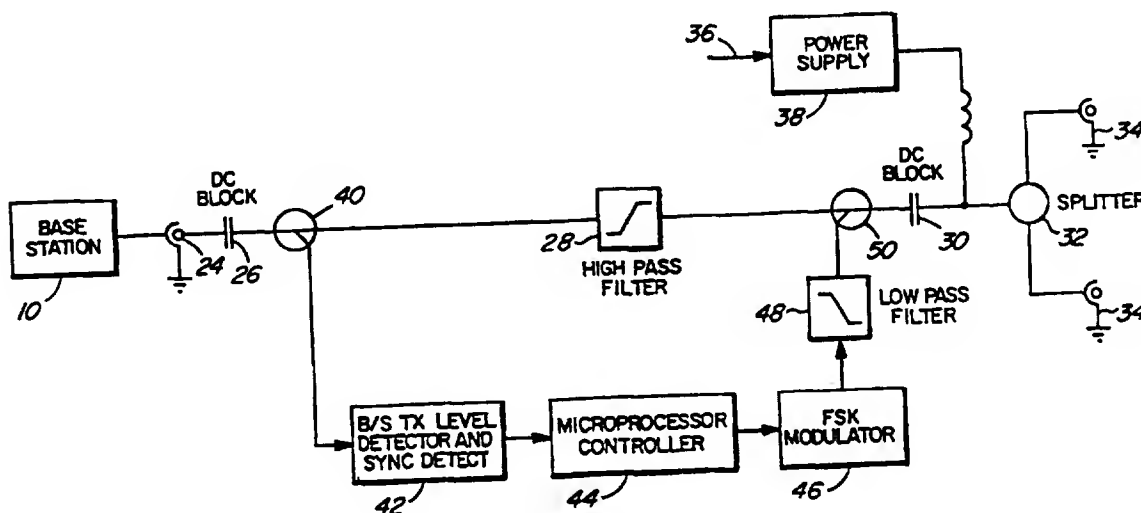 36
POWER
SUPPLY
38
34
DC
BLOCK
40
DC
BLOCK
BASE
STATION
10
24
26
28
HIGH PASS
FILTER
50
30
SPLITTER
32
48
LOW PASS
FILTER
34
B/S TX LEVEL
DETECTOR AND
SYNC DETECT
42
MICROPROCESSOR
CONTROLLER
44
FSK
MODULATOR
46